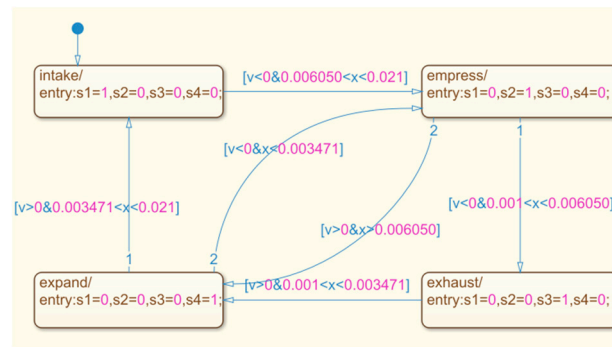 intake/
entry:s1=1,s2=0,s3=0,s4=0;
[v<0&0.006050<x<0.021]
empress/
entry:s1=0,s2=1,s3=0,s4=0;
2
1
[v<0&x<0.003471]
[v>0&0.003471<x<0.021]
[v<0&0.001<x<0.006050]
[v>0&x>0.006050]
1
2
expand/
entry:s1=0,s2=0,s3=0,s4=1;
[v>0&0.001<x<0.003471]
exhaust/
entry:s1=0,s2=0,s3=1,s4=0;